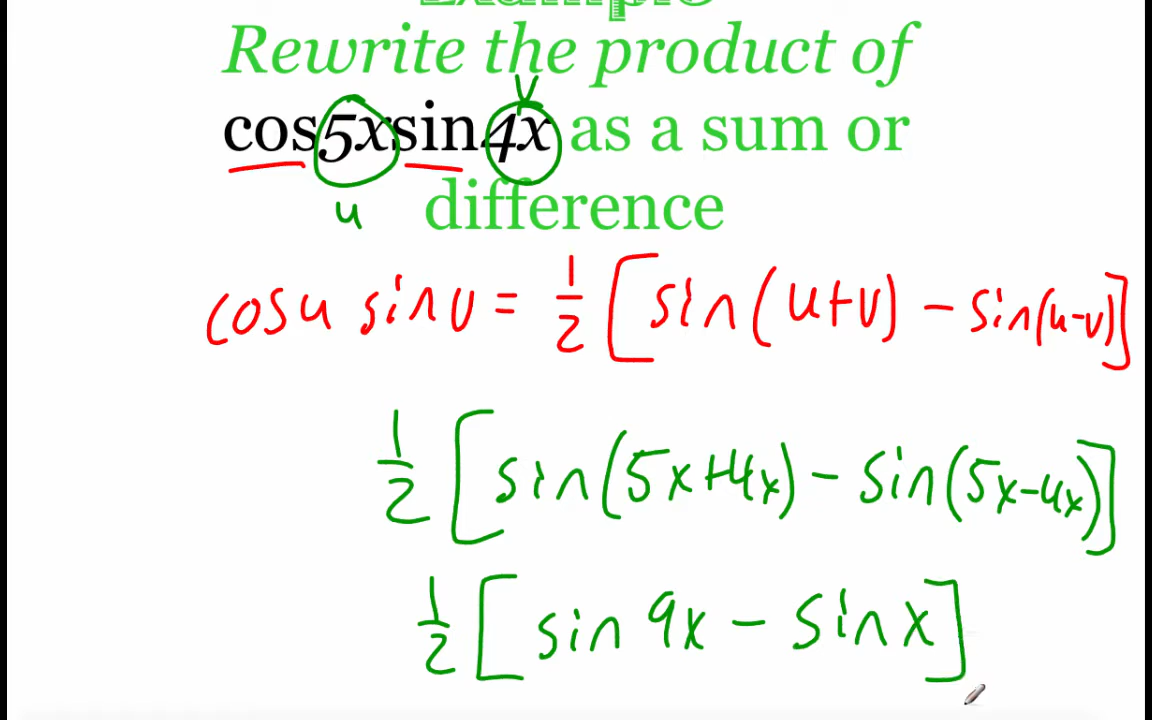 Example
Rewrite the product of
v
cos5xsin4x as a sum or
u
difference
cos u sin v = 1/2 [sin(u+v) - sin(u-v)]
1/2 [sin(5x+4x) - sin(5x-4x)]
1/2 [sin 9x - sin x]